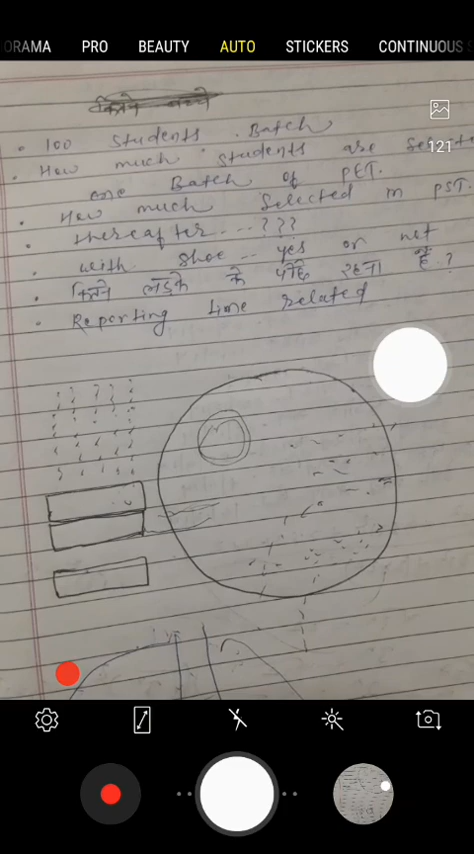 ORAMA PRO BEAUTY AUTO STICKERS CONTINUOUS S
121
• 100 students. Batch
• How much students are
one Batch of PET.
• How much Selected in PST.
• thereafter....???
• with shoe -- yes or not
• कितने लड़के के पीछे रहना है.?
• Reporting time related